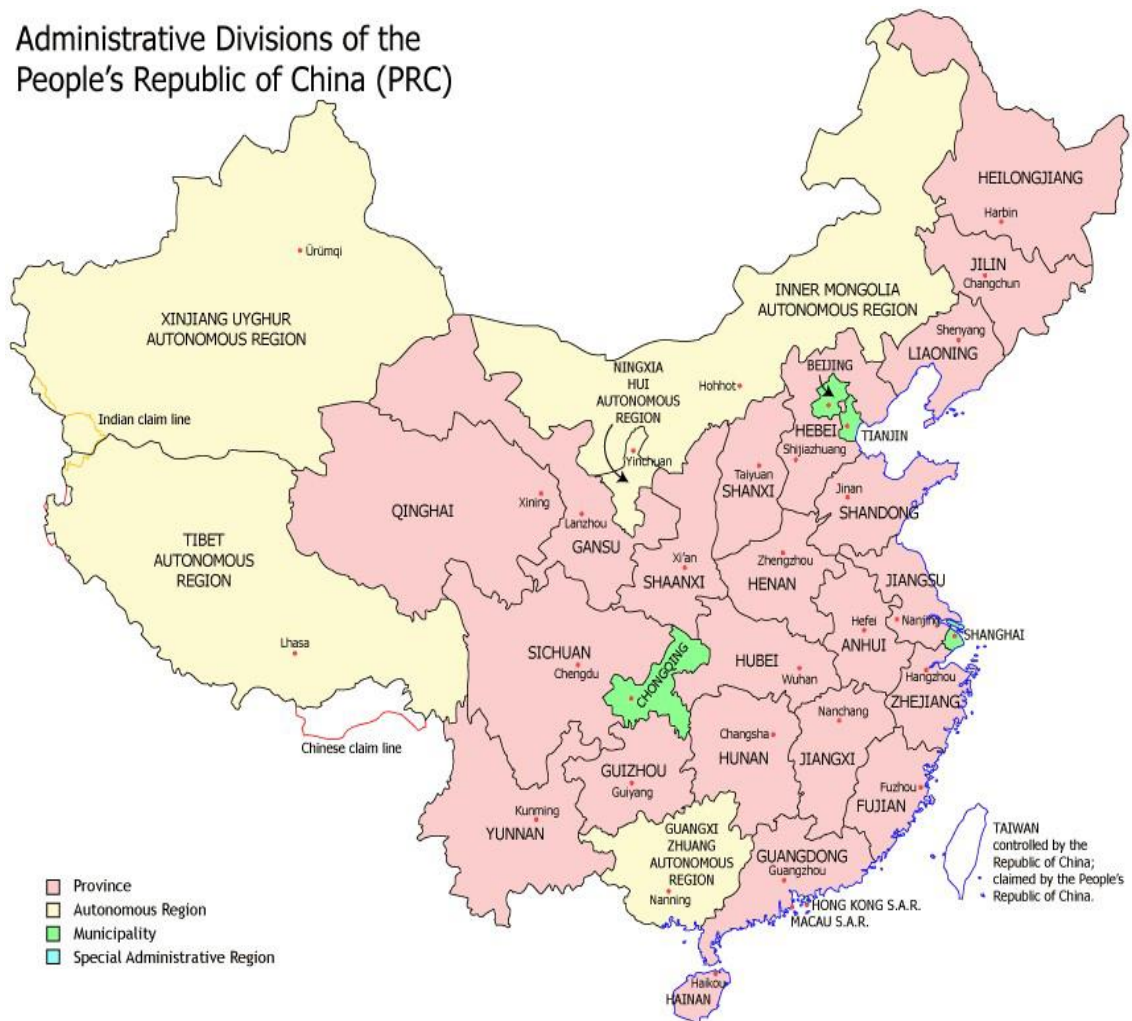 Administrative Divisions of the
People's Republic of China (PRC)
HEILONGJIANG
Harbin
JILIN
Changchun
Ürümqi
INNER MONGOLIA
AUTONOMOUS REGION
XINJIANG UYGHUR
AUTONOMOUS REGION
Shenyang
LIAONING
NINGXIA
HUI
AUTONOMOUS
REGION
BEIJING
Hohhot
Indian claim line
HEBEI
TIANJIN
Shijiazhuang
Yinchuan
Taiyuan
SHANXI
Jinan
SHANDONG
QINGHAI
Xining
Lanzhou
GANSU
TIBET
AUTONOMOUS
REGION
Xi'an
SHAANXI
Zhengzhou
HENAN
JIANGSU
Nanjing
Hefei
ANHUI
SHANGHAI
Lhasa
SICHUAN
Chengdu
CHONGQING
HUBEI
Wuhan
Hangzhou
ZHEJIANG
Chinese claim line
Nanchang
JIANGXI
Changsha
HUNAN
GUIZHOU
Guiyang
Fuzhou
FUJIAN
Kunming
YUNNAN
GUANGXI
ZHUANG
AUTONOMOUS
REGION
Nanning
GUANGDONG
Guangzhou
TAIWAN
controlled by the
Republic of China;
claimed by the People's
Republic of China.
HONG KONG S.A.R.
MACAU S.A.R.
Haikou
HAINAN
Province
Autonomous Region
Municipality
Special Administrative Region